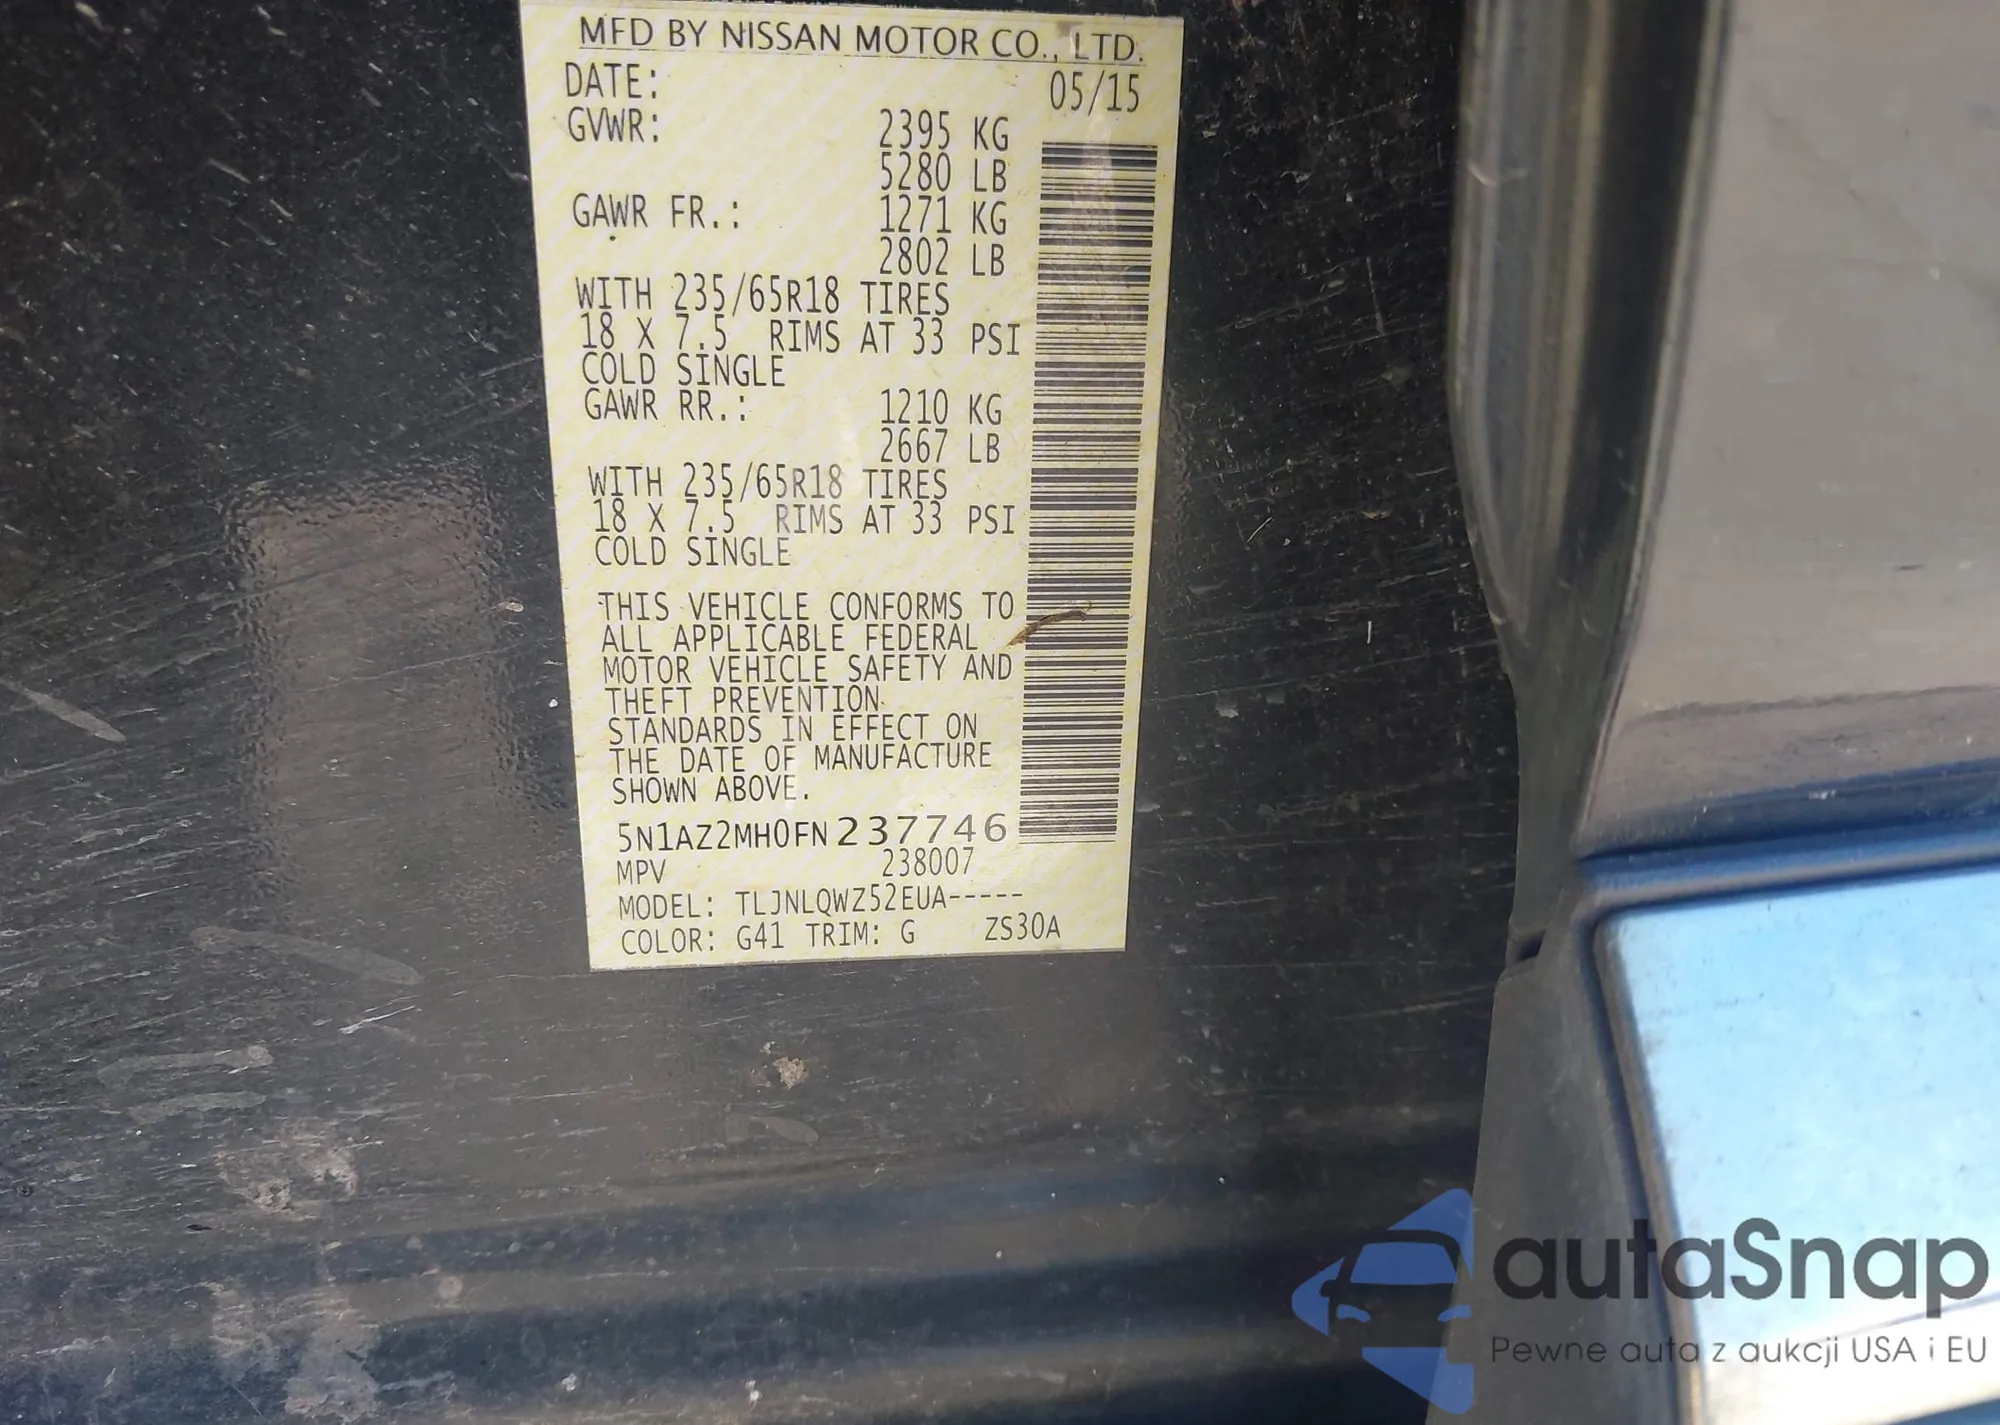 MFD BY NISSAN MOTOR CO., LTD.
DATE: 05/15
GVWR: 2395 KG
5280 LB
GAWR FR.: 1271 KG
2802 LB
WITH 235/65R18 TIRES
18 X 7.5 RIMS AT 33 PSI
COLD SINGLE
GAWR RR.: 1210 KG
2667 LB
WITH 235/65R18 TIRES
18 X 7.5 RIMS AT 33 PSI
COLD SINGLE
THIS VEHICLE CONFORMS TO
ALL APPLICABLE FEDERAL
MOTOR VEHICLE SAFETY AND
THEFT PREVENTION
STANDARDS IN EFFECT ON
THE DATE OF MANUFACTURE
SHOWN ABOVE.
5N1AZ2MH0FN237746
MPV 238007
MODEL: TLJNLQWZ52EUA-----
COLOR: G41 TRIM: G ZS30A
autaSnap
Pewne auta z aukcji USA i EU